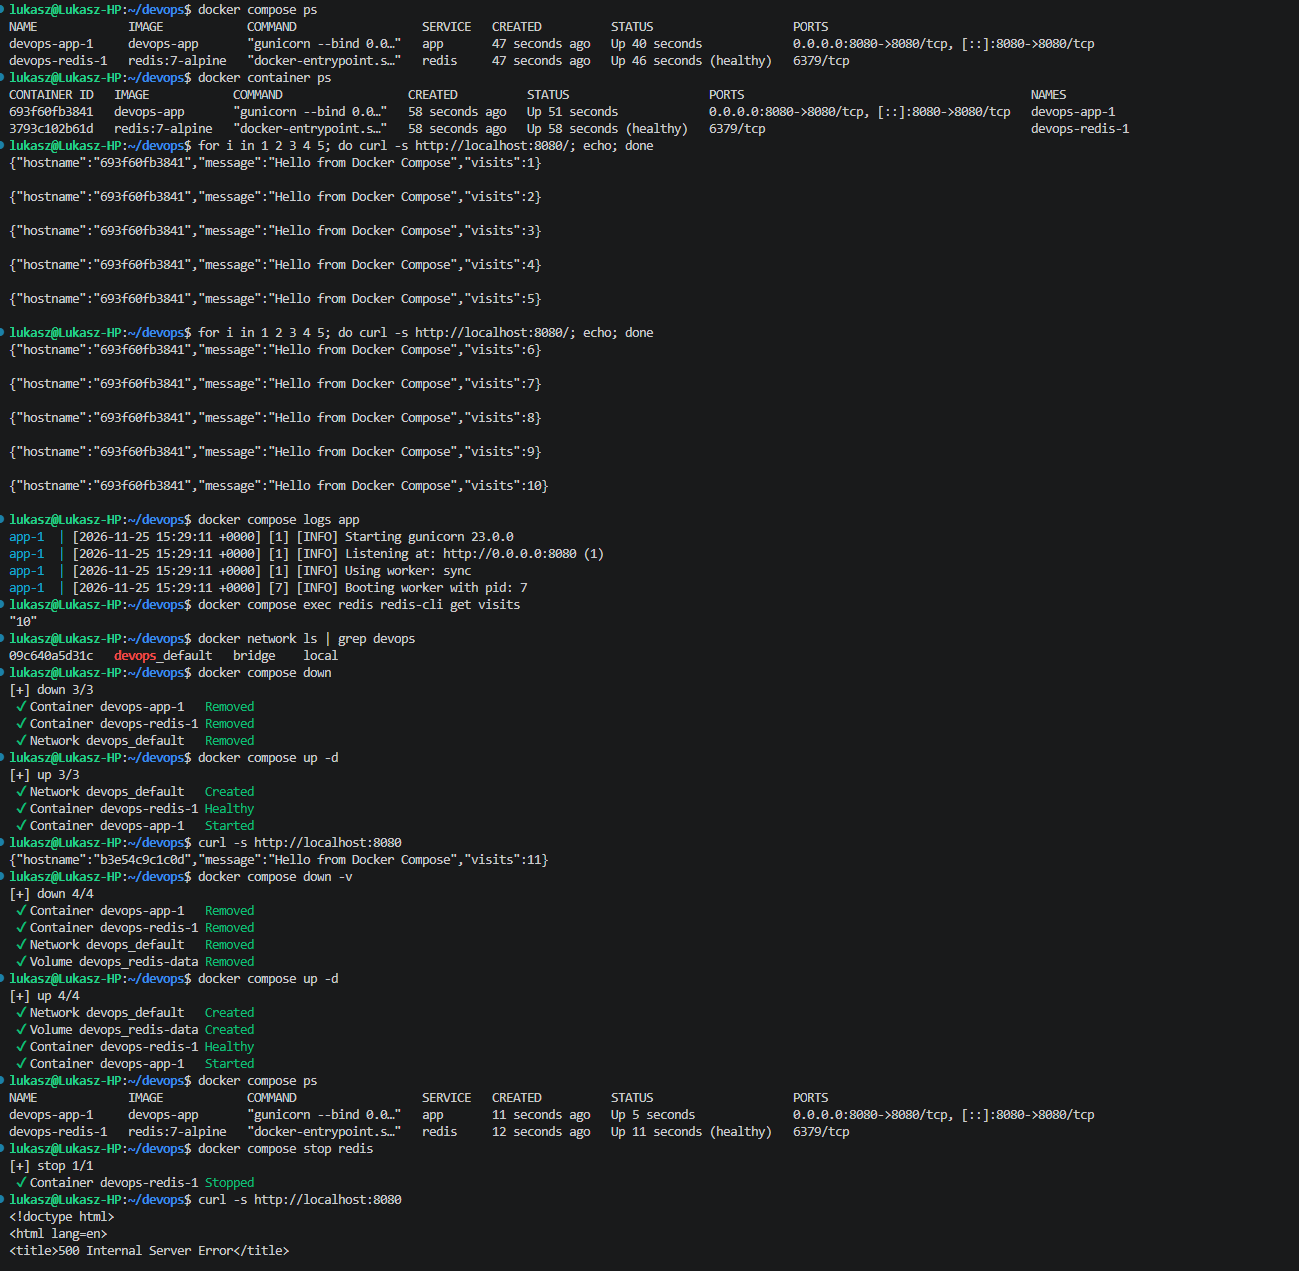 lukasz@Lukasz-HP:~/devops$ docker compose ps
NAME IMAGE COMMAND SERVICE CREATED STATUS PORTS
devops-app-1 devops-app "gunicorn --bind 0.0…" app 47 seconds ago Up 40 seconds 0.0.0.0:8080->8080/tcp, [::]:8080->8080/tcp
devops-redis-1 redis:7-alpine "docker-entrypoint.s…" redis 47 seconds ago Up 46 seconds (healthy) 6379/tcp
lukasz@Lukasz-HP:~/devops$ docker container ps
CONTAINER ID IMAGE COMMAND CREATED STATUS PORTS NAMES
693f60fb3841 devops-app "gunicorn --bind 0.0…" 58 seconds ago Up 51 seconds 0.0.0.0:8080->8080/tcp, [::]:8080->8080/tcp devops-app-1
3793c102b61d redis:7-alpine "docker-entrypoint.s…" 58 seconds ago Up 58 seconds (healthy) 6379/tcp devops-redis-1
lukasz@Lukasz-HP:~/devops$ for i in 1 2 3 4 5; do curl -s http://localhost:8080/; echo; done
{"hostname":"693f60fb3841","message":"Hello from Docker Compose","visits":1}
{"hostname":"693f60fb3841","message":"Hello from Docker Compose","visits":2}
{"hostname":"693f60fb3841","message":"Hello from Docker Compose","visits":3}
{"hostname":"693f60fb3841","message":"Hello from Docker Compose","visits":4}
{"hostname":"693f60fb3841","message":"Hello from Docker Compose","visits":5}
lukasz@Lukasz-HP:~/devops$ for i in 1 2 3 4 5; do curl -s http://localhost:8080/; echo; done
{"hostname":"693f60fb3841","message":"Hello from Docker Compose","visits":6}
{"hostname":"693f60fb3841","message":"Hello from Docker Compose","visits":7}
{"hostname":"693f60fb3841","message":"Hello from Docker Compose","visits":8}
{"hostname":"693f60fb3841","message":"Hello from Docker Compose","visits":9}
{"hostname":"693f60fb3841","message":"Hello from Docker Compose","visits":10}
lukasz@Lukasz-HP:~/devops$ docker compose logs app
app-1 | [2026-11-25 15:29:11 +0000] [1] [INFO] Starting gunicorn 23.0.0
app-1 | [2026-11-25 15:29:11 +0000] [1] [INFO] Listening at: http://0.0.0.0:8080 (1)
app-1 | [2026-11-25 15:29:11 +0000] [1] [INFO] Using worker: sync
app-1 | [2026-11-25 15:29:11 +0000] [7] [INFO] Booting worker with pid: 7
lukasz@Lukasz-HP:~/devops$ docker compose exec redis redis-cli get visits
"10"
lukasz@Lukasz-HP:~/devops$ docker network ls | grep devops
09c640a5d31c devops_default bridge local
lukasz@Lukasz-HP:~/devops$ docker compose down
[+] down 3/3
✔ Container devops-app-1 Removed
✔ Container devops-redis-1 Removed
✔ Network devops_default Removed
lukasz@Lukasz-HP:~/devops$ docker compose up -d
[+] up 3/3
✔ Network devops_default Created
✔ Container devops-redis-1 Healthy
✔ Container devops-app-1 Started
lukasz@Lukasz-HP:~/devops$ curl -s http://localhost:8080
{"hostname":"b3e54c9c1c0d","message":"Hello from Docker Compose","visits":11}
lukasz@Lukasz-HP:~/devops$ docker compose down -v
[+] down 4/4
✔ Container devops-app-1 Removed
✔ Container devops-redis-1 Removed
✔ Network devops_default Removed
✔ Volume devops_redis-data Removed
lukasz@Lukasz-HP:~/devops$ docker compose up -d
[+] up 4/4
✔ Network devops_default Created
✔ Volume devops_redis-data Created
✔ Container devops-redis-1 Healthy
✔ Container devops-app-1 Started
lukasz@Lukasz-HP:~/devops$ docker compose ps
NAME IMAGE COMMAND SERVICE CREATED STATUS PORTS
devops-app-1 devops-app "gunicorn --bind 0.0…" app 11 seconds ago Up 5 seconds 0.0.0.0:8080->8080/tcp, [::]:8080->8080/tcp
devops-redis-1 redis:7-alpine "docker-entrypoint.s…" redis 12 seconds ago Up 11 seconds (healthy) 6379/tcp
lukasz@Lukasz-HP:~/devops$ docker compose stop redis
[+] stop 1/1
✔ Container devops-redis-1 Stopped
lukasz@Lukasz-HP:~/devops$ curl -s http://localhost:8080
<!doctype html>
<html lang=en>
<title>500 Internal Server Error</title>